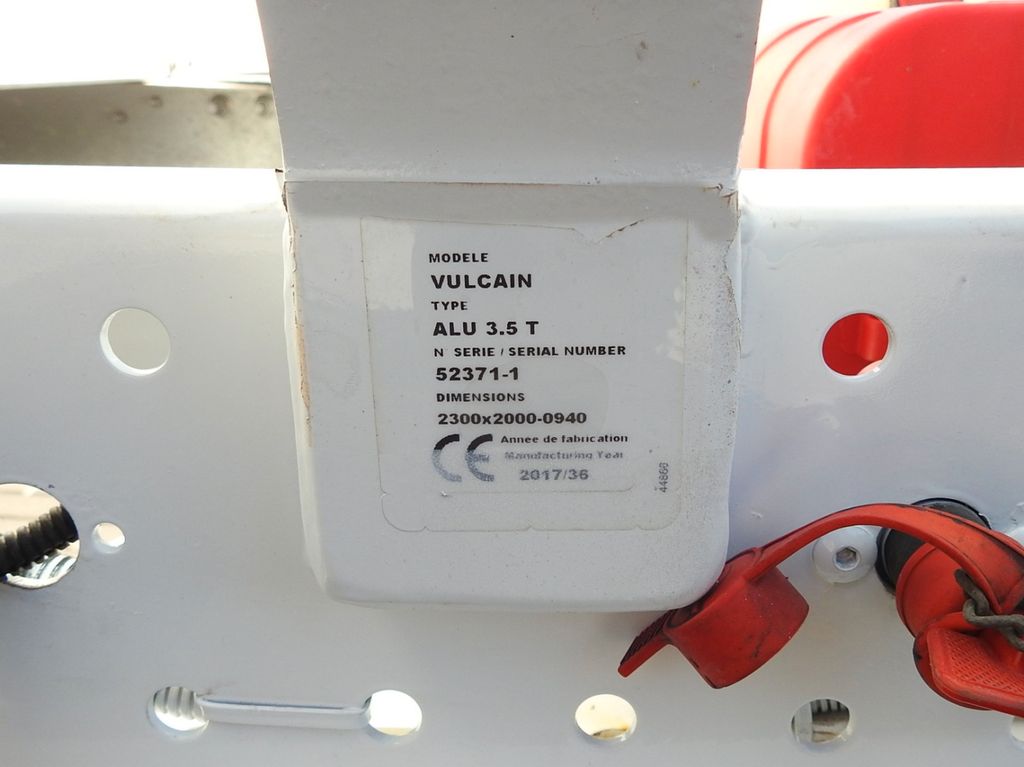 MODELE
VULCAIN
TYPE
ALU 3.5 T
N° SERIE / SERIAL NUMBER
52371-1
DIMENSIONS
2300x2000-0940
CE Annee de fabrication
Manufacturing Year
2017/36
44866